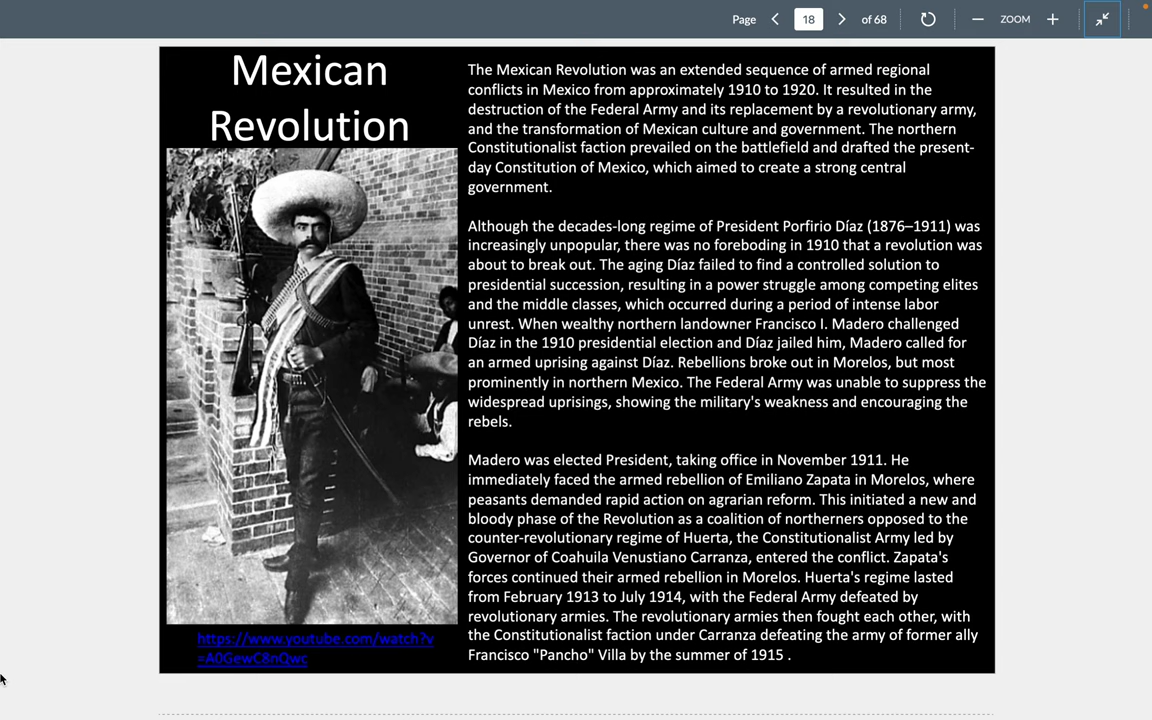 Page 18 of 68 ZOOM
Mexican
Revolution
The Mexican Revolution was an extended sequence of armed regional
conflicts in Mexico from approximately 1910 to 1920. It resulted in the
destruction of the Federal Army and its replacement by a revolutionary army,
and the transformation of Mexican culture and government. The northern
Constitutionalist faction prevailed on the battlefield and drafted the present-
day Constitution of Mexico, which aimed to create a strong central
government.
Although the decades-long regime of President Porfirio Díaz (1876–1911) was
increasingly unpopular, there was no foreboding in 1910 that a revolution was
about to break out. The aging Díaz failed to find a controlled solution to
presidential succession, resulting in a power struggle among competing elites
and the middle classes, which occurred during a period of intense labor
unrest. When wealthy northern landowner Francisco I. Madero challenged
Díaz in the 1910 presidential election and Díaz jailed him, Madero called for
an armed uprising against Díaz. Rebellions broke out in Morelos, but most
prominently in northern Mexico. The Federal Army was unable to suppress the
widespread uprisings, showing the military's weakness and encouraging the
rebels.
Madero was elected President, taking office in November 1911. He
immediately faced the armed rebellion of Emiliano Zapata in Morelos, where
peasants demanded rapid action on agrarian reform. This initiated a new and
bloody phase of the Revolution as a coalition of northerners opposed to the
counter-revolutionary regime of Huerta, the Constitutionalist Army led by
Governor of Coahuila Venustiano Carranza, entered the conflict. Zapata's
forces continued their armed rebellion in Morelos. Huerta's regime lasted
from February 1913 to July 1914, with the Federal Army defeated by
revolutionary armies. The revolutionary armies then fought each other, with
the Constitutionalist faction under Carranza defeating the army of former ally
Francisco "Pancho" Villa by the summer of 1915 .
https://www.youtube.com/watch?v
=A0GewC8nQwc